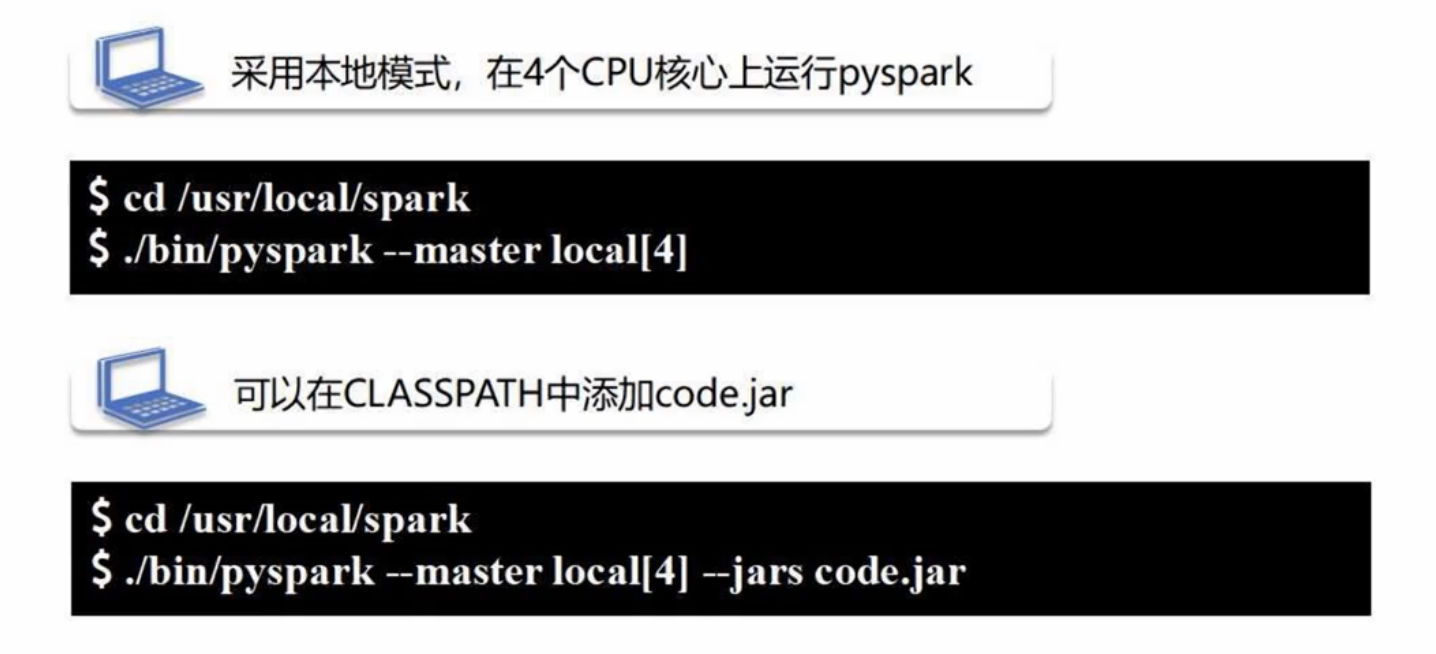 采用本地模式，在4个CPU核心上运行pyspark
$ cd /usr/local/spark
$ ./bin/pyspark --master local[4]
可以在CLASSPATH中添加code.jar
$ cd /usr/local/spark
$ ./bin/pyspark --master local[4] --jars code.jar